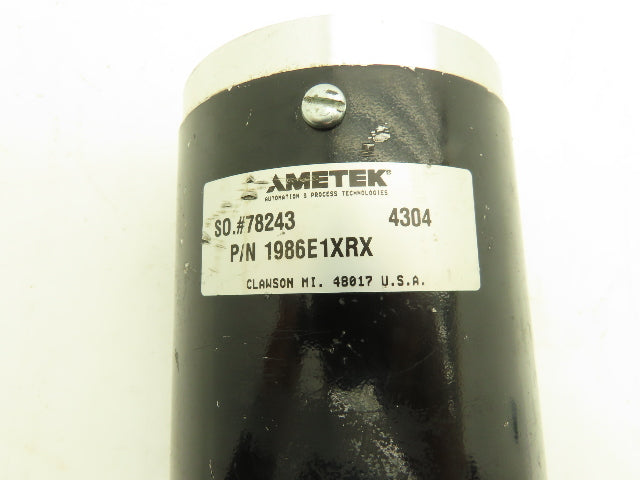 AMETEK®
AUTOMATION & PROCESS TECHNOLOGIES
SO.#78243 4304
P/N 1986E1XRX
CLAWSON MI. 48017 U.S.A.